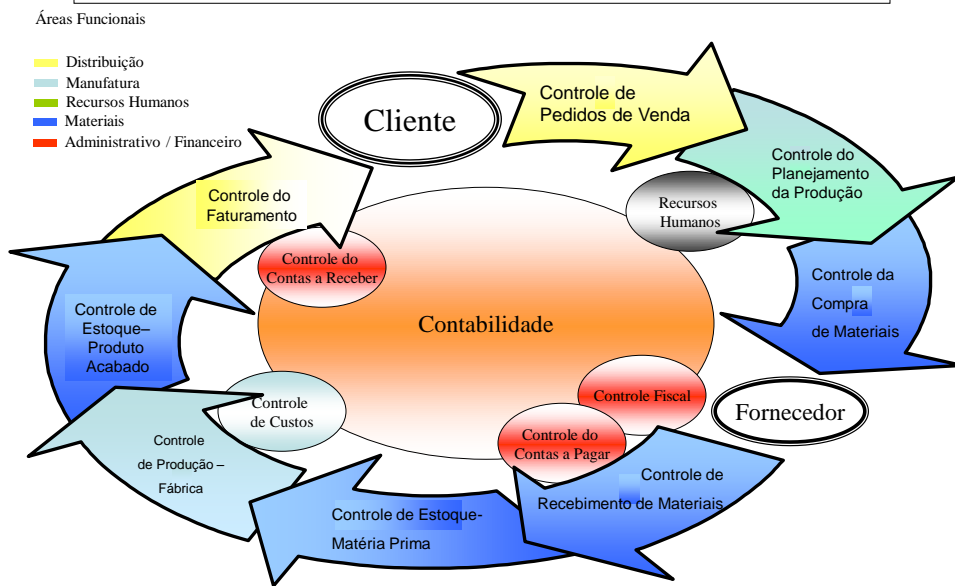 Áreas Funcionais
Distribuição
Manufatura
Recursos Humanos
Materiais
Administrativo / Financeiro
Cliente
Controle de
Pedidos de Venda
Controle do
Planejamento
da Produção
Recursos
Humanos
Controle do
Faturamento
Controle do
Contas a Receber
Controle da
Compra
de Materiais
Contabilidade
Controle de
Estoque–
Produto
Acabado
Controle Fiscal
Fornecedor
Controle
de Custos
Controle do
Contas a Pagar
Controle
de Produção –
Fábrica
Controle de
Recebimento de Materiais
Controle de Estoque-
Matéria Prima